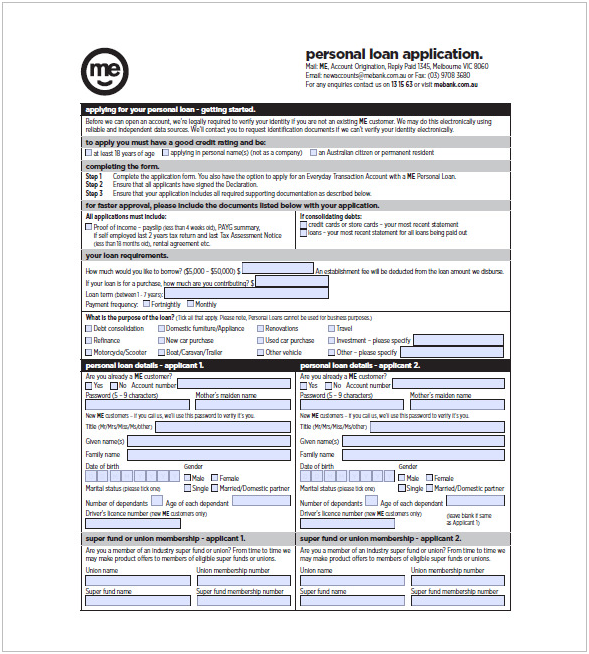 me
personal loan application.
Mail: ME, Account Origination, Reply Paid 1345, Melbourne VIC 8060
Email: newaccounts@mebank.com.au or Fax: (03) 9708 3680
For any enquiries contact us on 13 15 63 or visit mebank.com.au
applying for your personal loan - getting started.
Before we can open an account, we're legally required to verify your identity if you are not an existing ME customer. We may do this electronically using
reliable and independent data sources. We'll contact you to request identification documents if we can't verify your identity electronically.
to apply you must have a good credit rating and be:
at least 18 years of age applying in personal name(s) (not as a company) an Australian citizen or permanent resident
completing the form.
Step 1 Complete the application form. You also have the option to apply for an Everyday Transaction Account with a ME Personal Loan.
Step 2 Ensure that all applicants have signed the Declaration.
Step 3 Ensure that your application includes all required supporting documentation as described below.
for faster approval, please include the documents listed below with your application.
All applications must include:
Proof of income – payslip (less than 4 weeks old), PAYG summary,
if self employed last 2 years tax return and last Tax Assessment Notice
(less than 18 months old), rental agreement etc.
If consolidating debts:
credit cards or store cards – your most recent statement
loans - your most recent statement for all loans being paid out
your loan requirements.
How much would you like to borrow? ($5,000 – $50,000) $ An establishment fee will be deducted from the loan amount we disburse.
If your loan is for a purchase, how much are you contributing? $
Loan term (between 1 - 7 years):
Payment frequency: Fortnightly Monthly
What is the purpose of the loan? (Tick all that apply. Please note, Personal Loans cannot be used for business purposes.)
Debt consolidation Domestic furniture/Appliance Renovations Travel
Refinance New car purchase Used car purchase Investment – please specify
Motorcycle/Scooter Boat/Caravan/Trailer Other vehicle Other – please specify
personal loan details - applicant 1.
Are you already a ME customer?
Yes No Account number
Password (5 – 9 characters) Mother's maiden name
New ME customers – if you call us, we'll use this password to verify it's you.
Title (Mr/Mrs/Miss/Ms/other)
Given name(s)
Family name
Date of birth Gender
Male Female
Marital status (please tick one) Single Married/Domestic partner
Number of dependants Age of each dependant
Driver's licence number (new ME customers only)
super fund or union membership - applicant 1.
Are you a member of an industry super fund or union? From time to time we
may make product offers to members of eligible super funds or unions.
Union name Union membership number
Super fund name Super fund membership number
personal loan details - applicant 2.
Are you already a ME customer?
Yes No Account number
Password (5 – 9 characters) Mother's maiden name
New ME customers – if you call us, we'll use this password to verify it's you.
Title (Mr/Mrs/Miss/Ms/other)
Given name(s)
Family name
Date of birth Gender
Male Female
Marital status (please tick one) Single Married/Domestic partner
Number of dependants Age of each dependant
Driver's licence number (new ME customers only) (leave blank if same
as Applicant 1)
super fund or union membership - applicant 2.
Are you a member of an industry super fund or union? From time to time we
may make product offers to members of eligible super funds or unions.
Union name Union membership number
Super fund name Super fund membership number